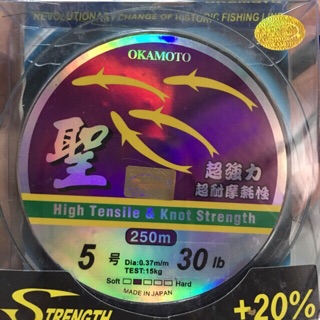 REVOLUTIONARY CHANGE OF HISTORIC FISHING LINE
OKAMOTO
聖
超強力
超耐摩耗性
High Tensile & Knot Strength
250m
5号
Dia:0.37m/m
TEST:15kg
30 lb
Soft Hard
MADE IN JAPAN
STRENGTH
+20%